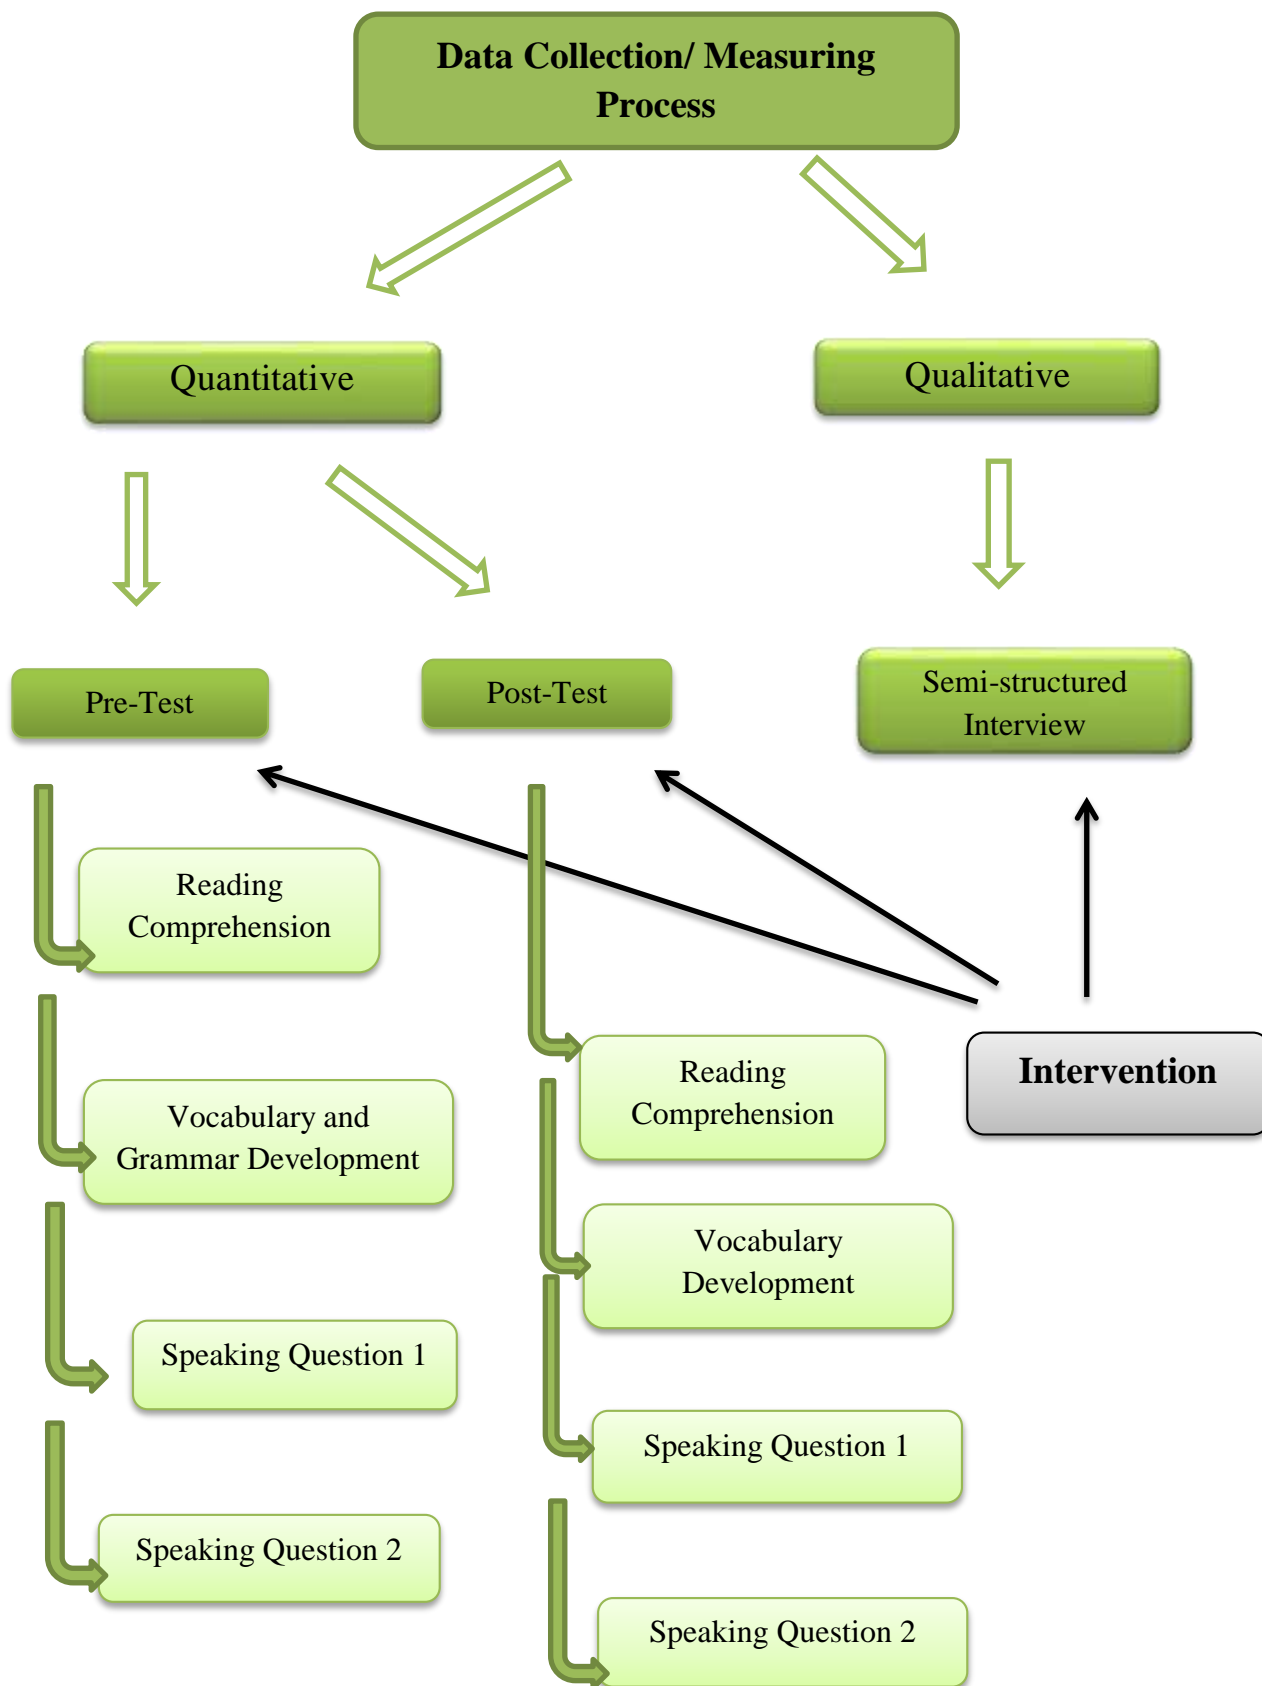 Data Collection/ Measuring
Process
Quantitative
Qualitative
Pre-Test
Post-Test
Semi-structured
Interview
Reading
Comprehension
Vocabulary and
Grammar Development
Speaking Question 1
Speaking Question 2
Reading
Comprehension
Vocabulary
Development
Speaking Question 1
Speaking Question 2
Intervention